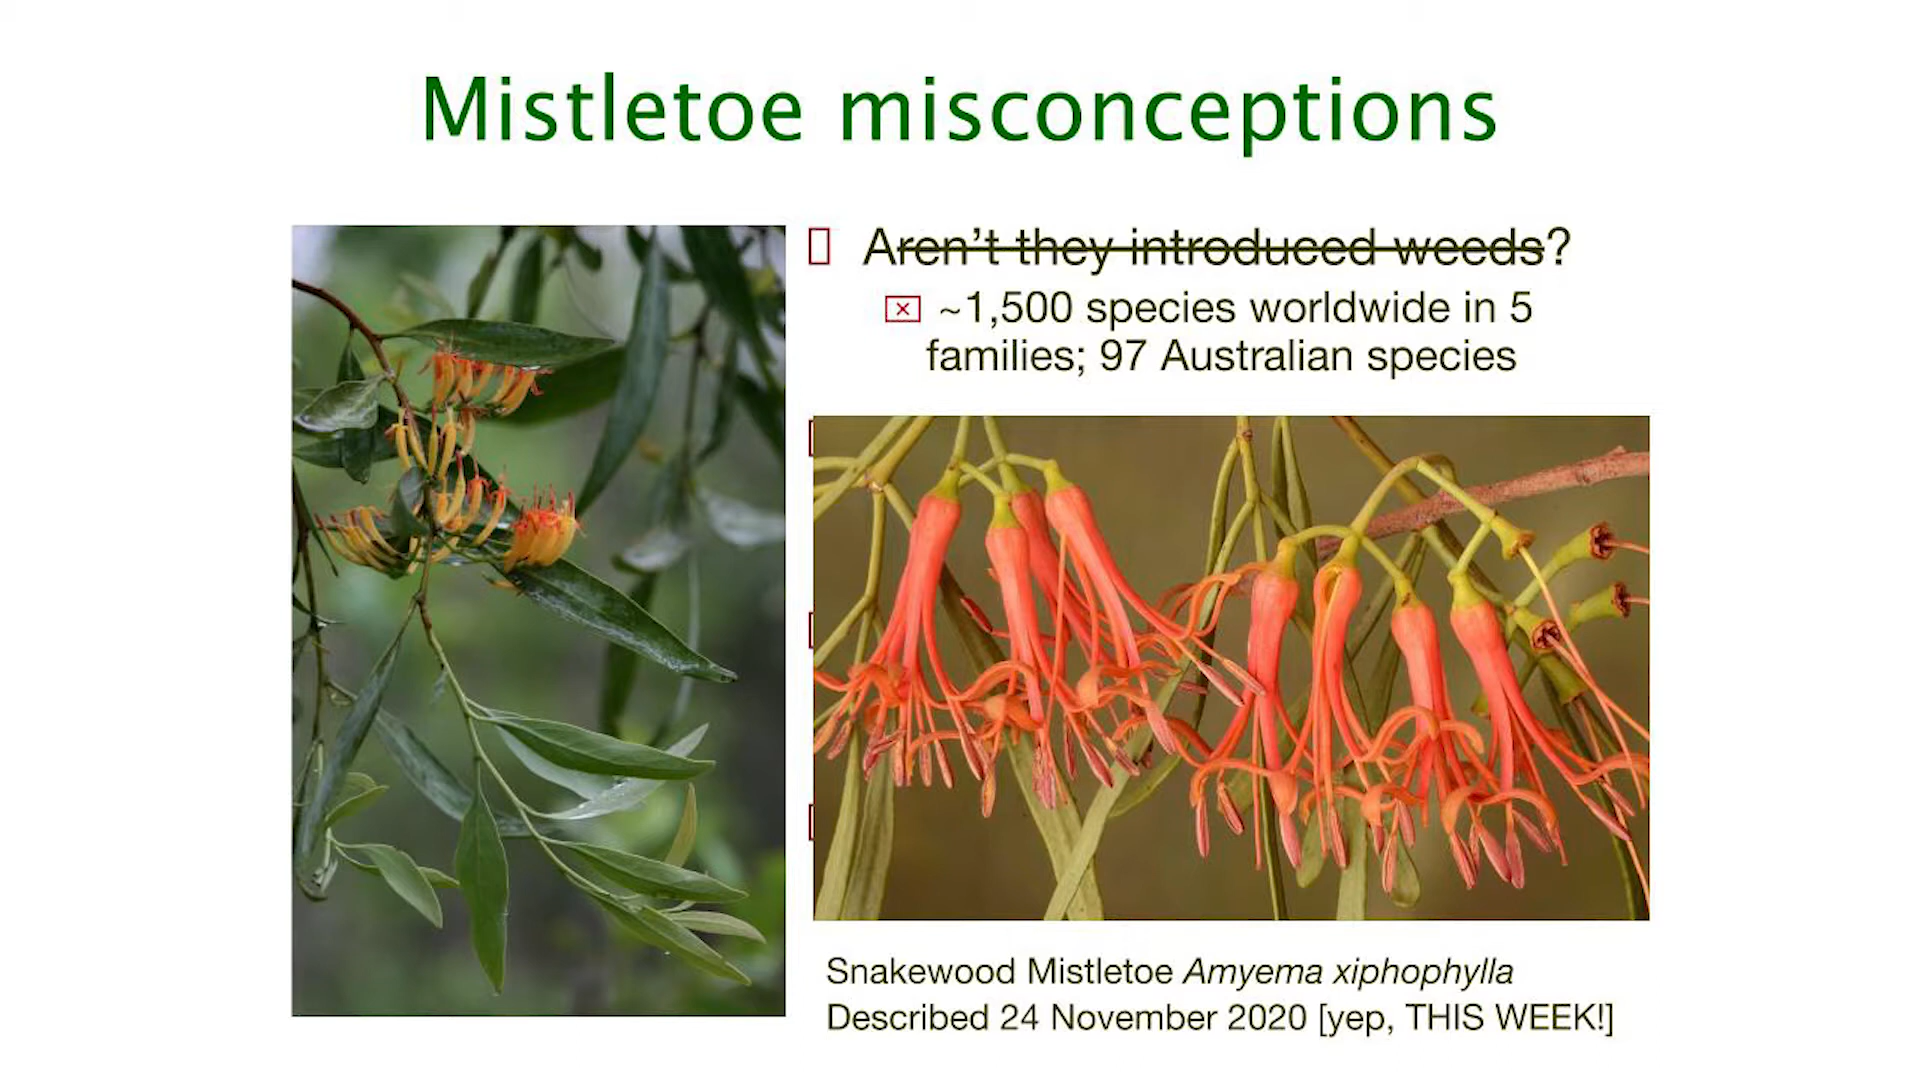 Mistletoe misconceptions
Aren't they introduced weeds?
~1,500 species worldwide in 5
families; 97 Australian species
Snakewood Mistletoe Amyema xiphophylla
Described 24 November 2020 [yep, THIS WEEK!]